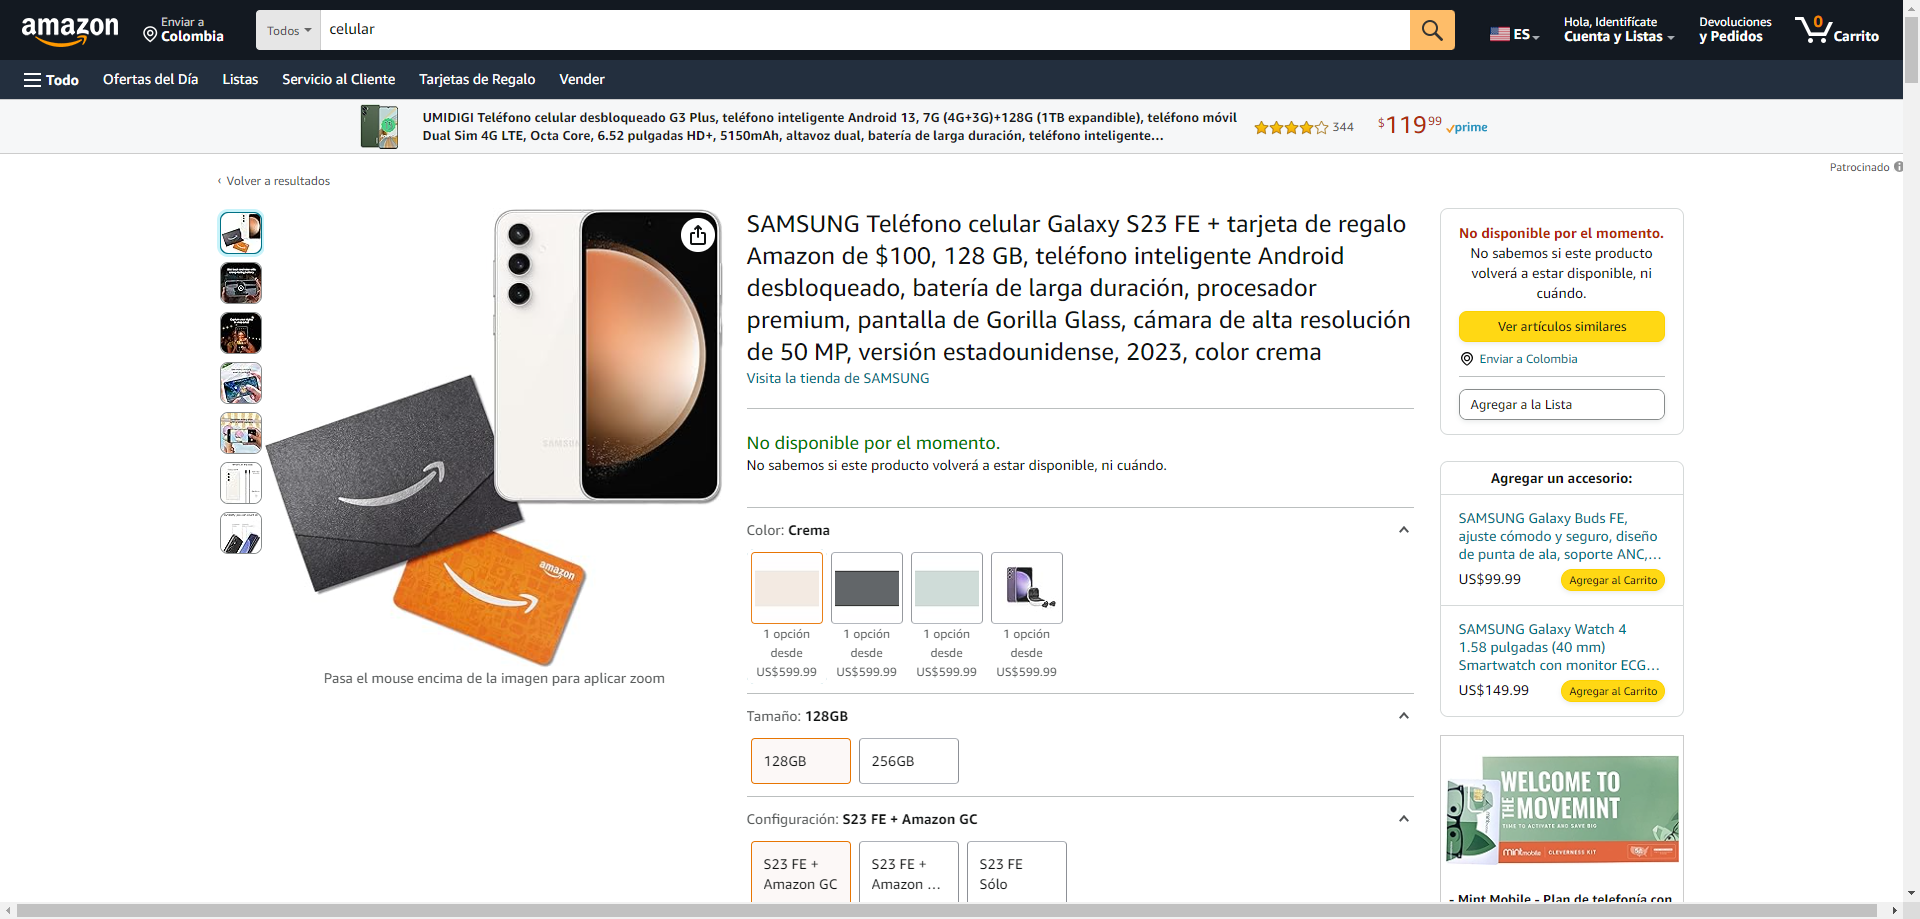 amazon
Enviar a
Colombia
Todos
celular
ES
Hola, Identifícate
Cuenta y Listas
Devoluciones
y Pedidos
0
Carrito
Todo
Ofertas del Día
Listas
Servicio al Cliente
Tarjetas de Regalo
Vender
UMIDIGI Teléfono celular desbloqueado G3 Plus, teléfono inteligente Android 13, 7G (4G+3G)+128G (1TB expandible), teléfono móvil
Dual Sim 4G LTE, Octa Core, 6.52 pulgadas HD+, 5150mAh, altavoz dual, batería de larga duración, teléfono inteligente…
344
$11999
prime
Patrocinado
‹ Volver a resultados
SAMSUNG
amazon
Pasa el mouse encima de la imagen para aplicar zoom
SAMSUNG Teléfono celular Galaxy S23 FE + tarjeta de regalo
Amazon de $100, 128 GB, teléfono inteligente Android
desbloqueado, batería de larga duración, procesador
premium, pantalla de Gorilla Glass, cámara de alta resolución
de 50 MP, versión estadounidense, 2023, color crema
Visita la tienda de SAMSUNG
No disponible por el momento.
No sabemos si este producto volverá a estar disponible, ni cuándo.
Color: Crema
1 opción
desde
US$599.99
1 opción
desde
US$599.99
1 opción
desde
US$599.99
1 opción
desde
US$599.99
Tamaño: 128GB
128GB
256GB
Configuración: S23 FE + Amazon GC
S23 FE +
Amazon GC
S23 FE +
Amazon ...
S23 FE
Sólo
No disponible por el momento.
No sabemos si este producto
volverá a estar disponible, ni
cuándo.
Ver artículos similares
Enviar a Colombia
Agregar a la Lista
Agregar un accesorio:
SAMSUNG Galaxy Buds FE,
ajuste cómodo y seguro, diseño
de punta de ala, soporte ANC,…
US$99.99
Agregar al Carrito
SAMSUNG Galaxy Watch 4
1.58 pulgadas (40 mm)
Smartwatch con monitor ECG…
US$149.99
Agregar al Carrito
WELCOME TO
THE MOVEMINT
TIME TO ACTIVATE AND SAVE BIG
mintmobile
CLEVERNESS KIT
- Mint Mobile - Plan de telefonía con